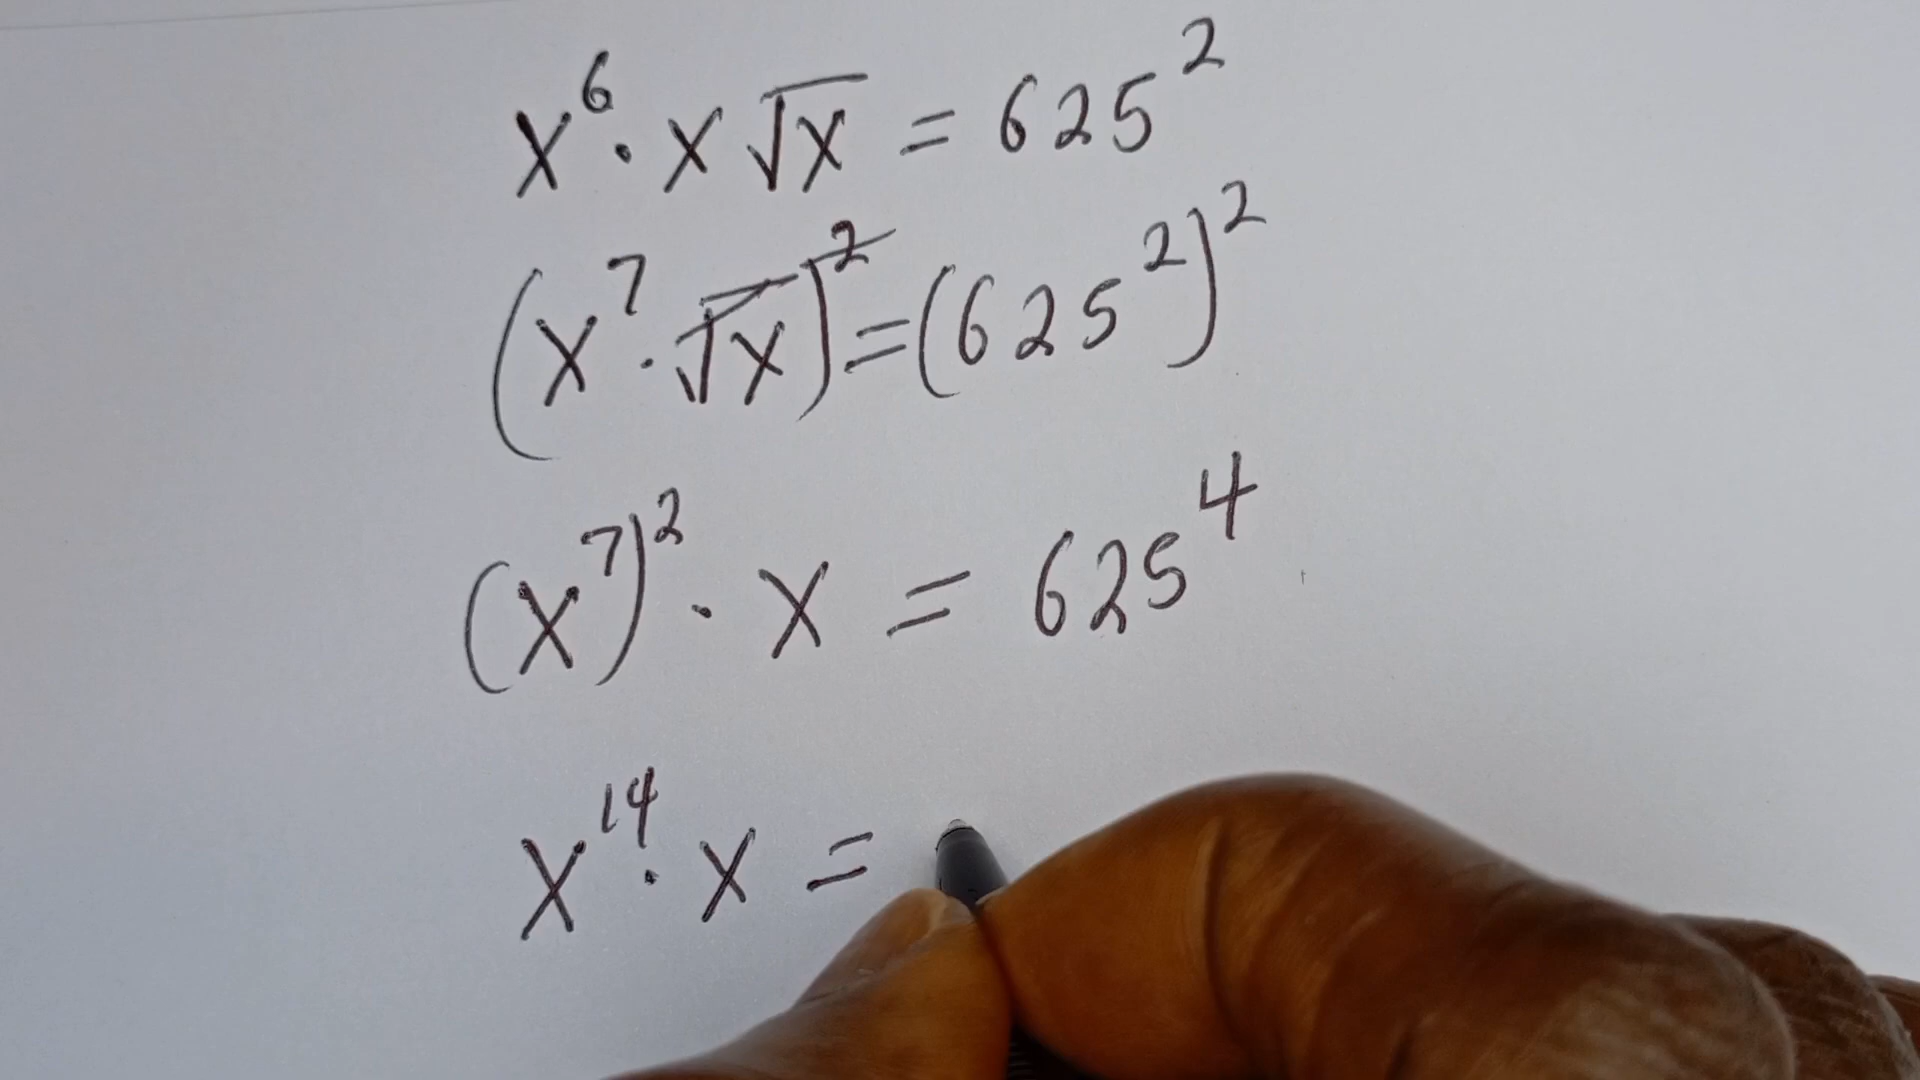 x⁶ · x√x = 625²
(x⁷ · √x)² = (625²)²
(x⁷)² · x = 625⁴
x¹⁴ · x =